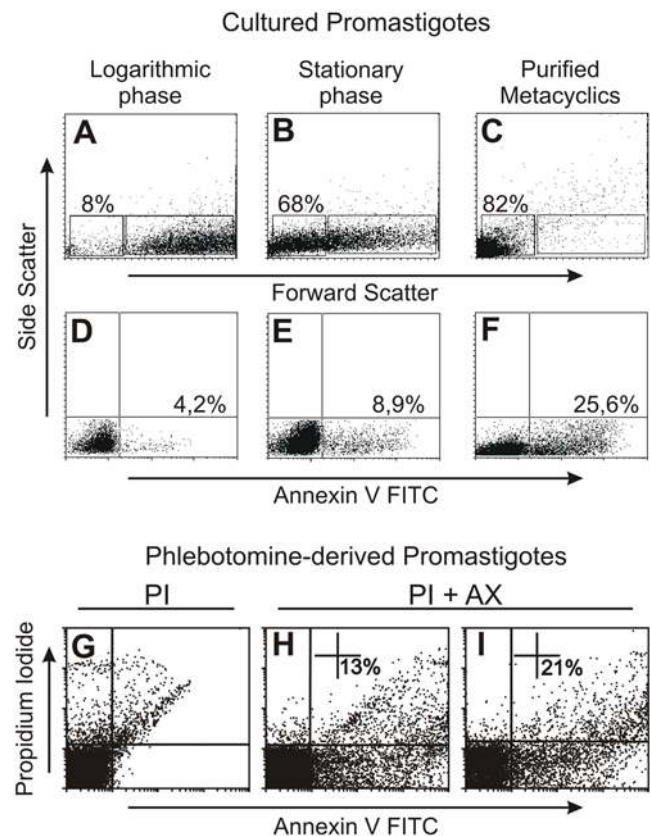 Cultured Promastigotes
Logarithmic phase
Stationary phase
Purified Metacyclics
A
B
C
8%
68%
82%
Side Scatter
Forward Scatter
D
E
F
4,2%
8,9%
25,6%
Annexin V FITC
Phlebotomine-derived Promastigotes
PI
PI + AX
G
H
I
13%
21%
Propidium Iodide
Annexin V FITC